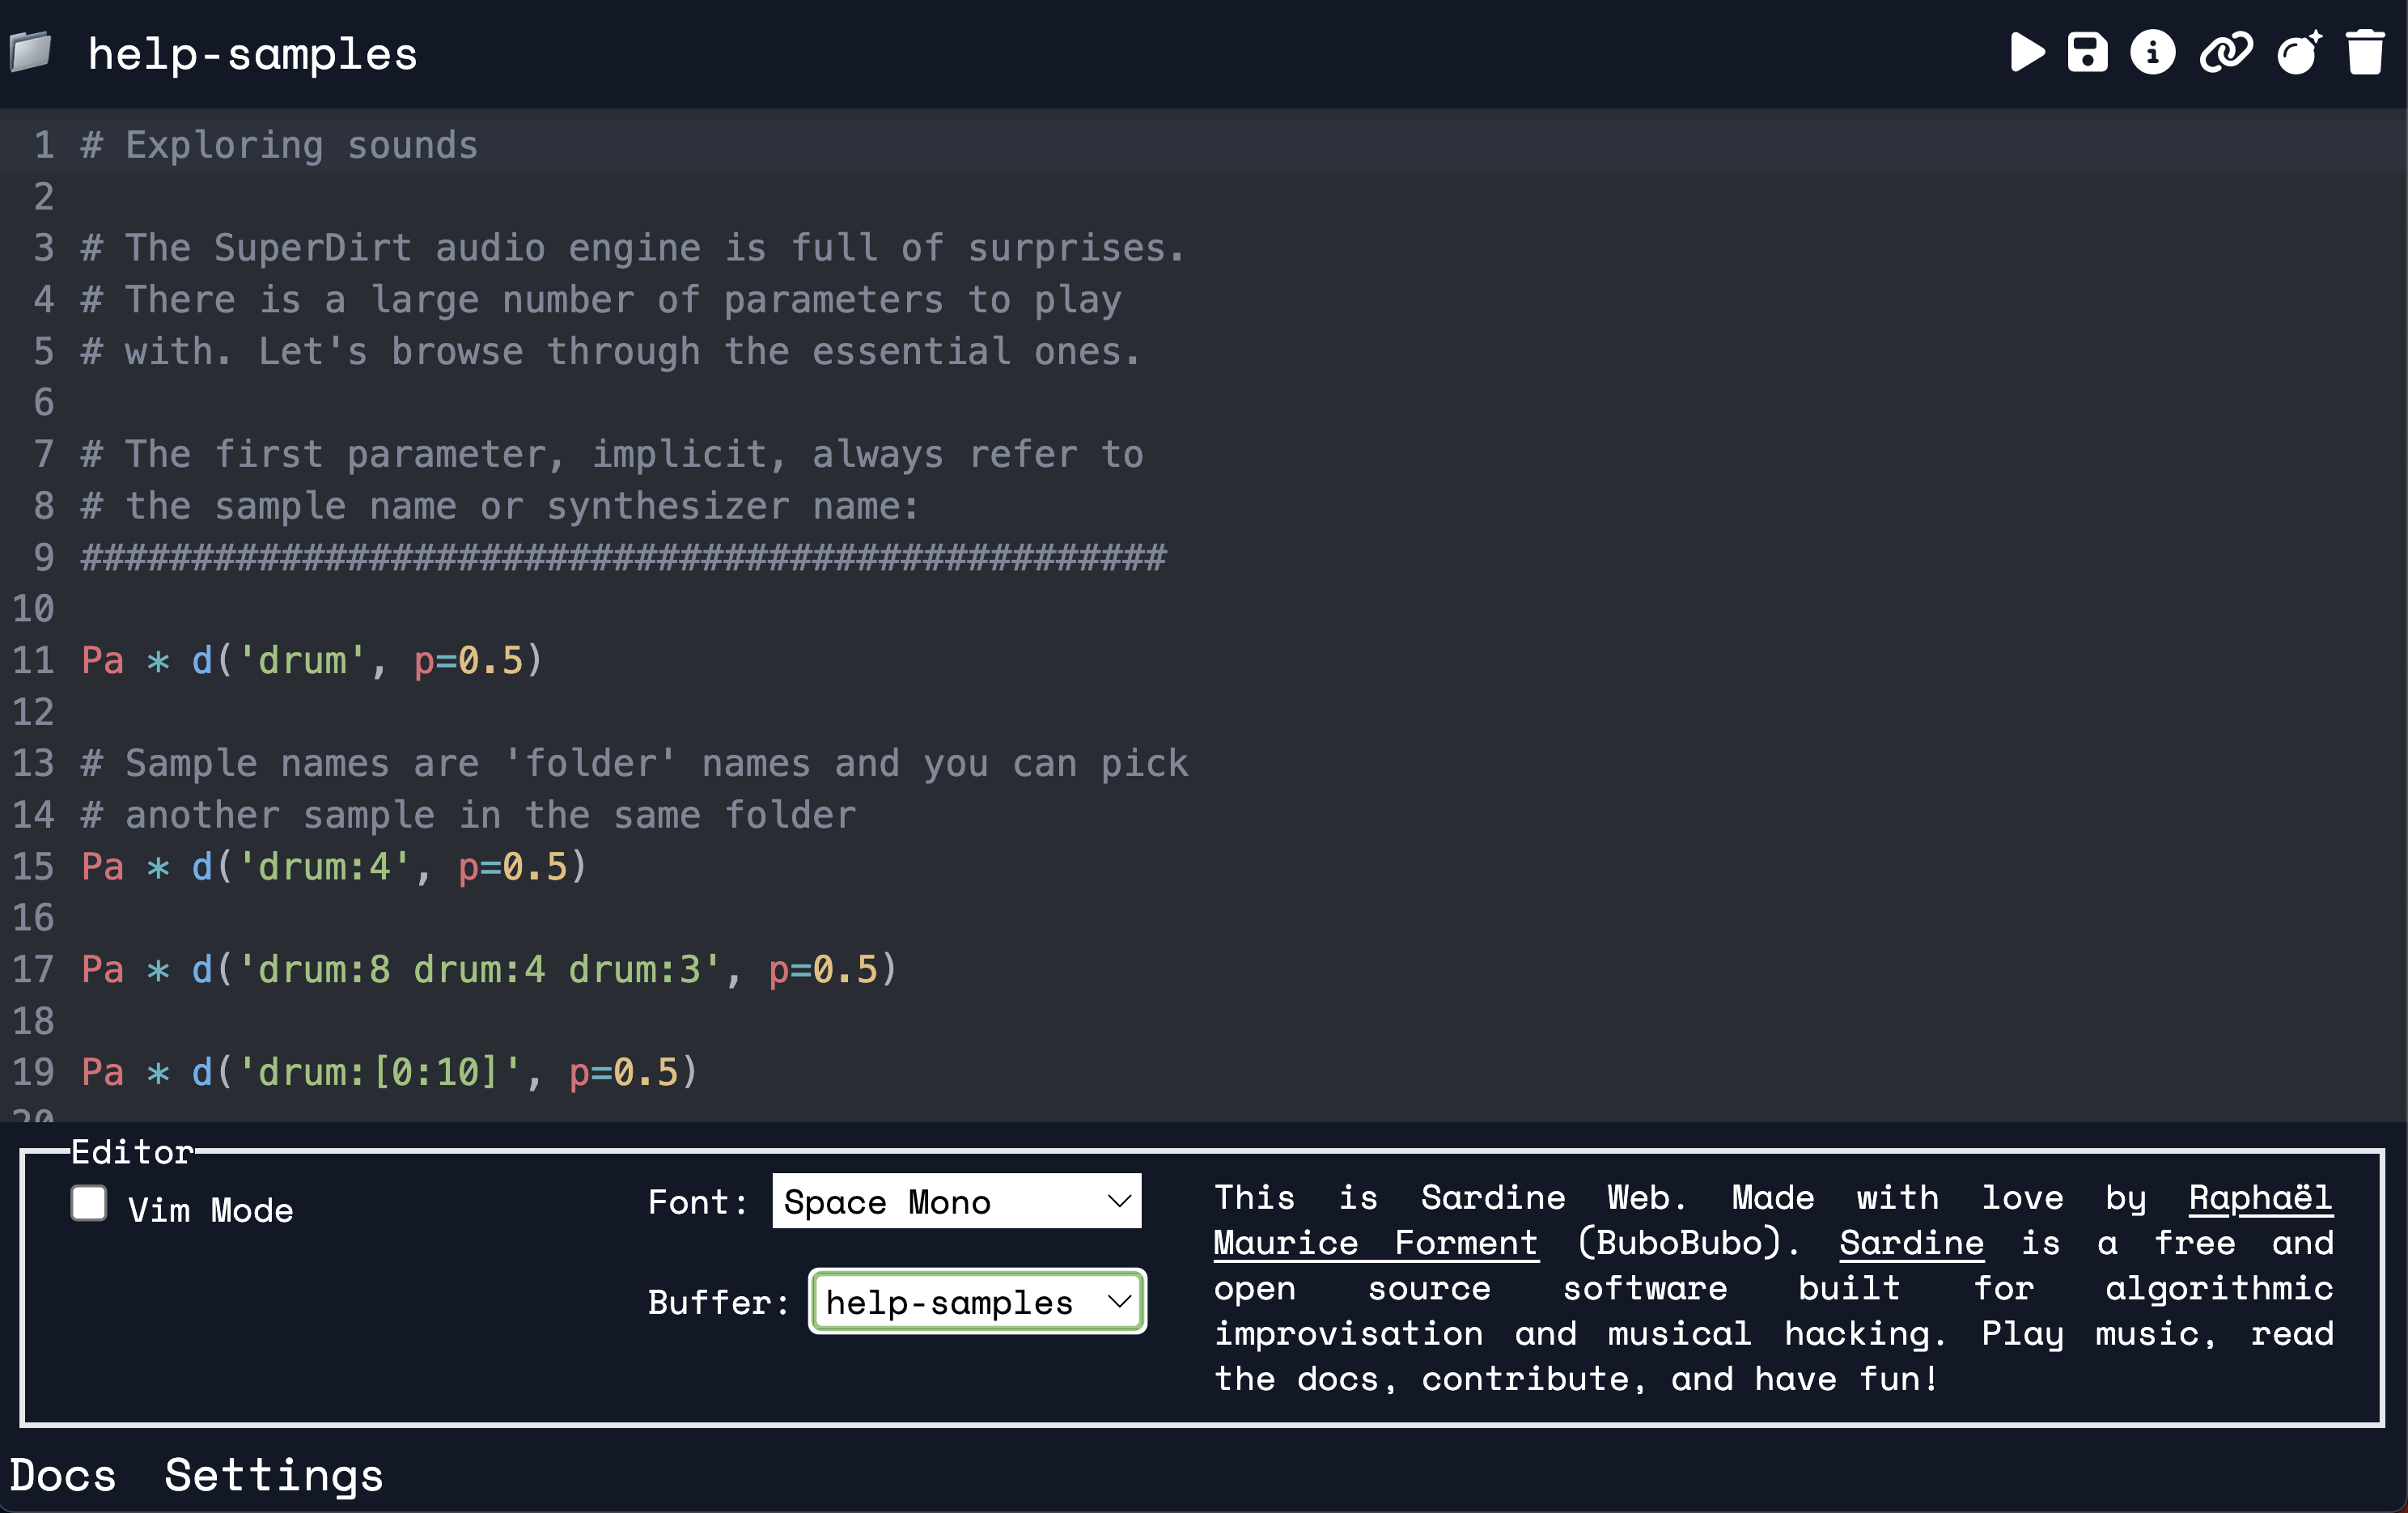 help-samples
1 # Exploring sounds
2
3 # The SuperDirt audio engine is full of surprises.
4 # There is a large number of parameters to play
5 # with. Let's browse through the essential ones.
6
7 # The first parameter, implicit, always refer to
8 # the sample name or synthesizer name:
9 #################################################
10
11 Pa * d('drum', p=0.5)
12
13 # Sample names are 'folder' names and you can pick
14 # another sample in the same folder
15 Pa * d('drum:4', p=0.5)
16
17 Pa * d('drum:8 drum:4 drum:3', p=0.5)
18
19 Pa * d('drum:[0:10]', p=0.5)
20
Editor
Vim Mode
Font: Space Mono
Buffer: help-samples
This is Sardine Web. Made with love by Raphaël
Maurice Forment (BuboBubo). Sardine is a free and
open source software built for algorithmic
improvisation and musical hacking. Play music, read
the docs, contribute, and have fun!
Docs Settings